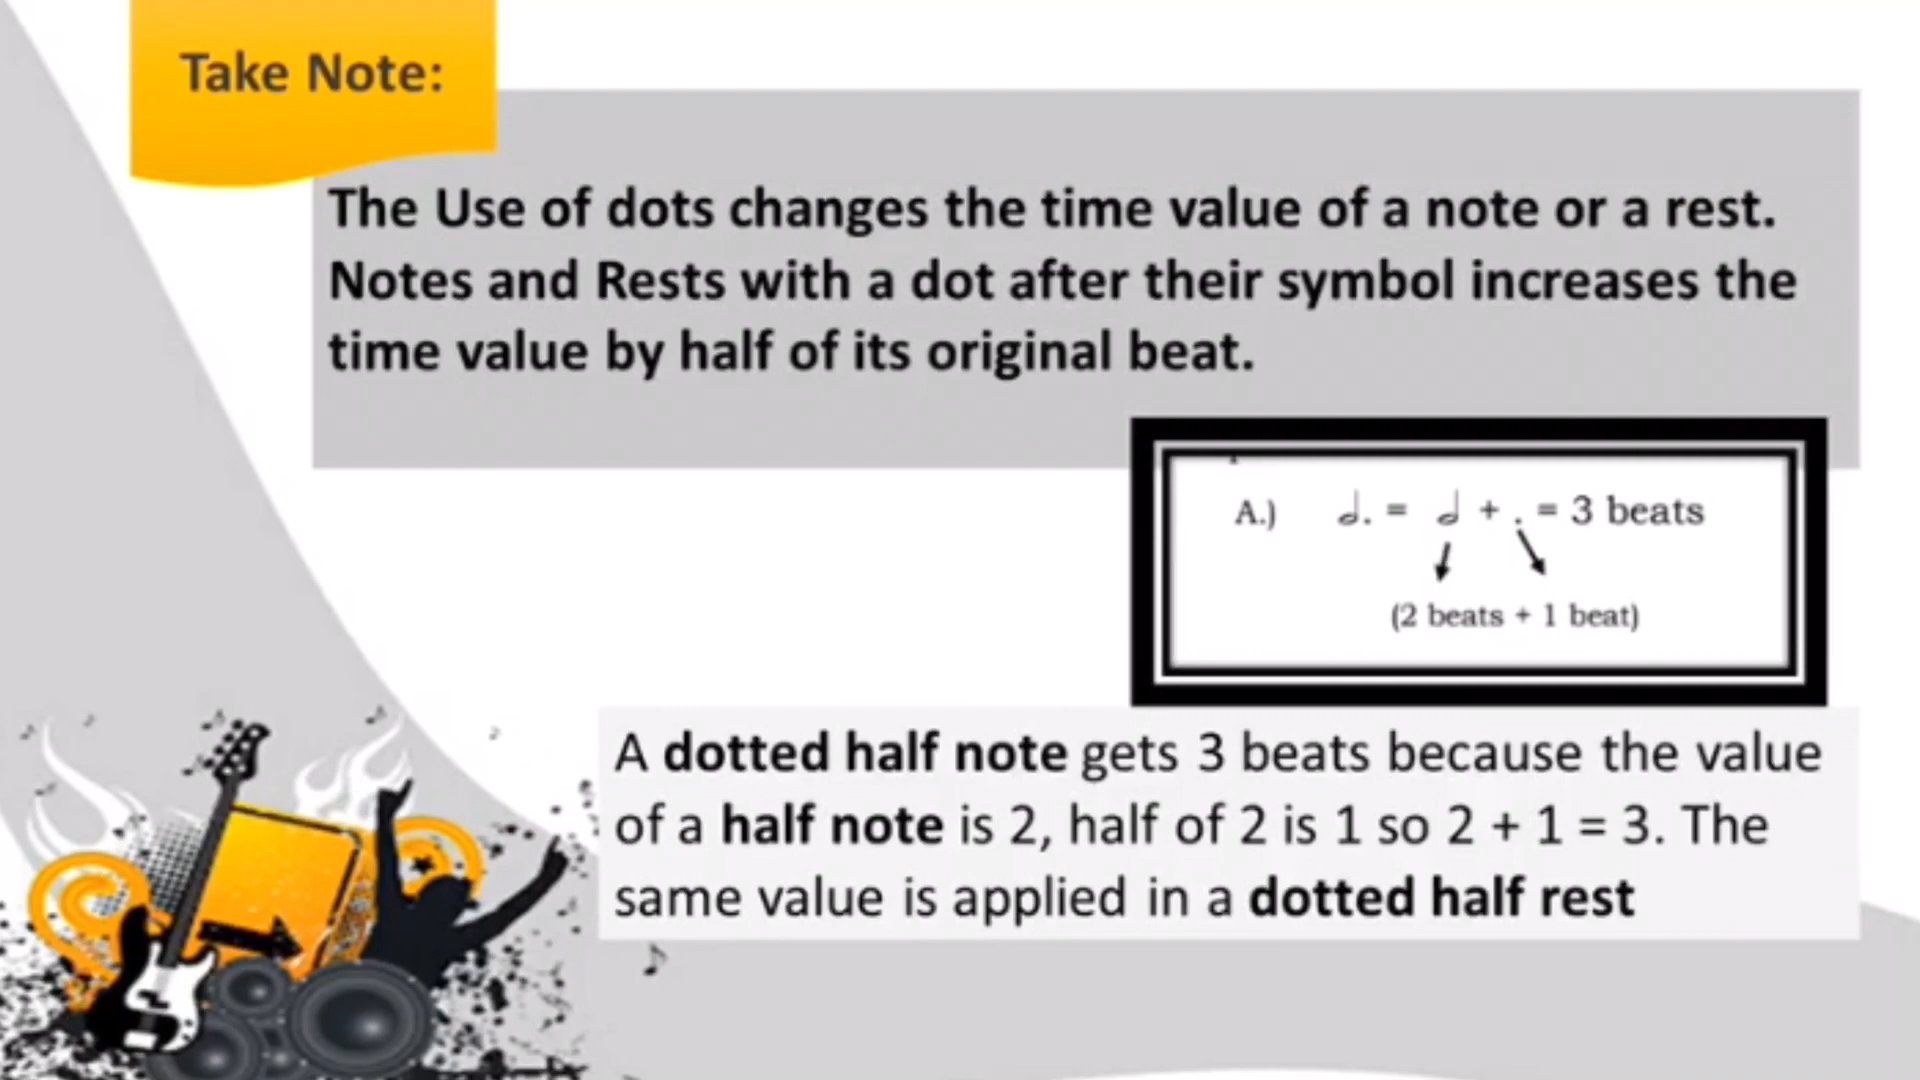 Take Note:
The Use of dots changes the time value of a note or a rest.
Notes and Rests with a dot after their symbol increases the
time value by half of its original beat.
A.) 𝅗𝅥. = 𝅗𝅥 + . = 3 beats
(2 beats + 1 beat)
A dotted half note gets 3 beats because the value
of a half note is 2, half of 2 is 1 so 2 + 1 = 3. The
same value is applied in a dotted half rest